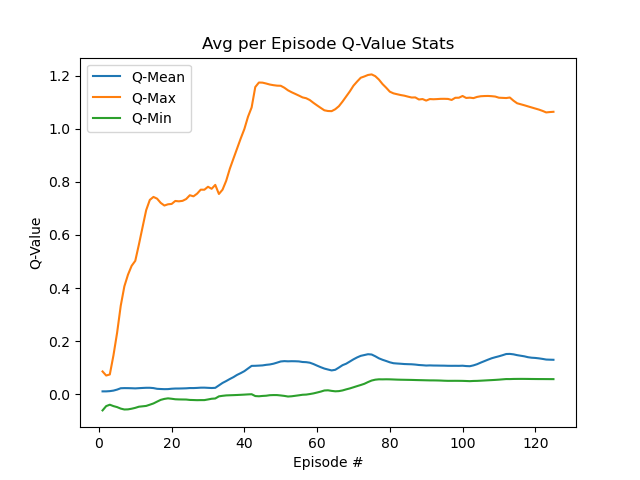 Avg per Episode Q-Value Stats
Q-Mean
Q-Max
Q-Min
Q-Value
1.2
1.0
0.8
0.6
0.4
0.2
0.0
0 20 40 60 80 100 120
Episode #